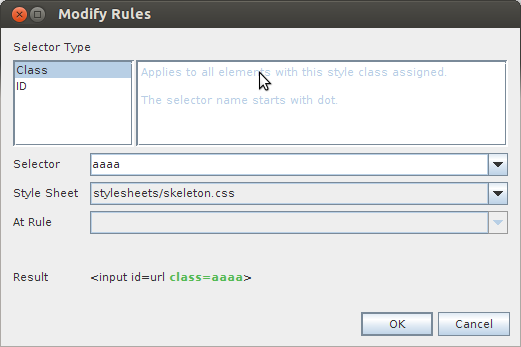 Modify Rules
Selector Type
Class
ID
Applies to all elements with this style class assigned.
The selector name starts with dot.
Selector aaaa
Style Sheet stylesheets/skeleton.css
At Rule
Result <input id=url class=aaaa>
OK Cancel